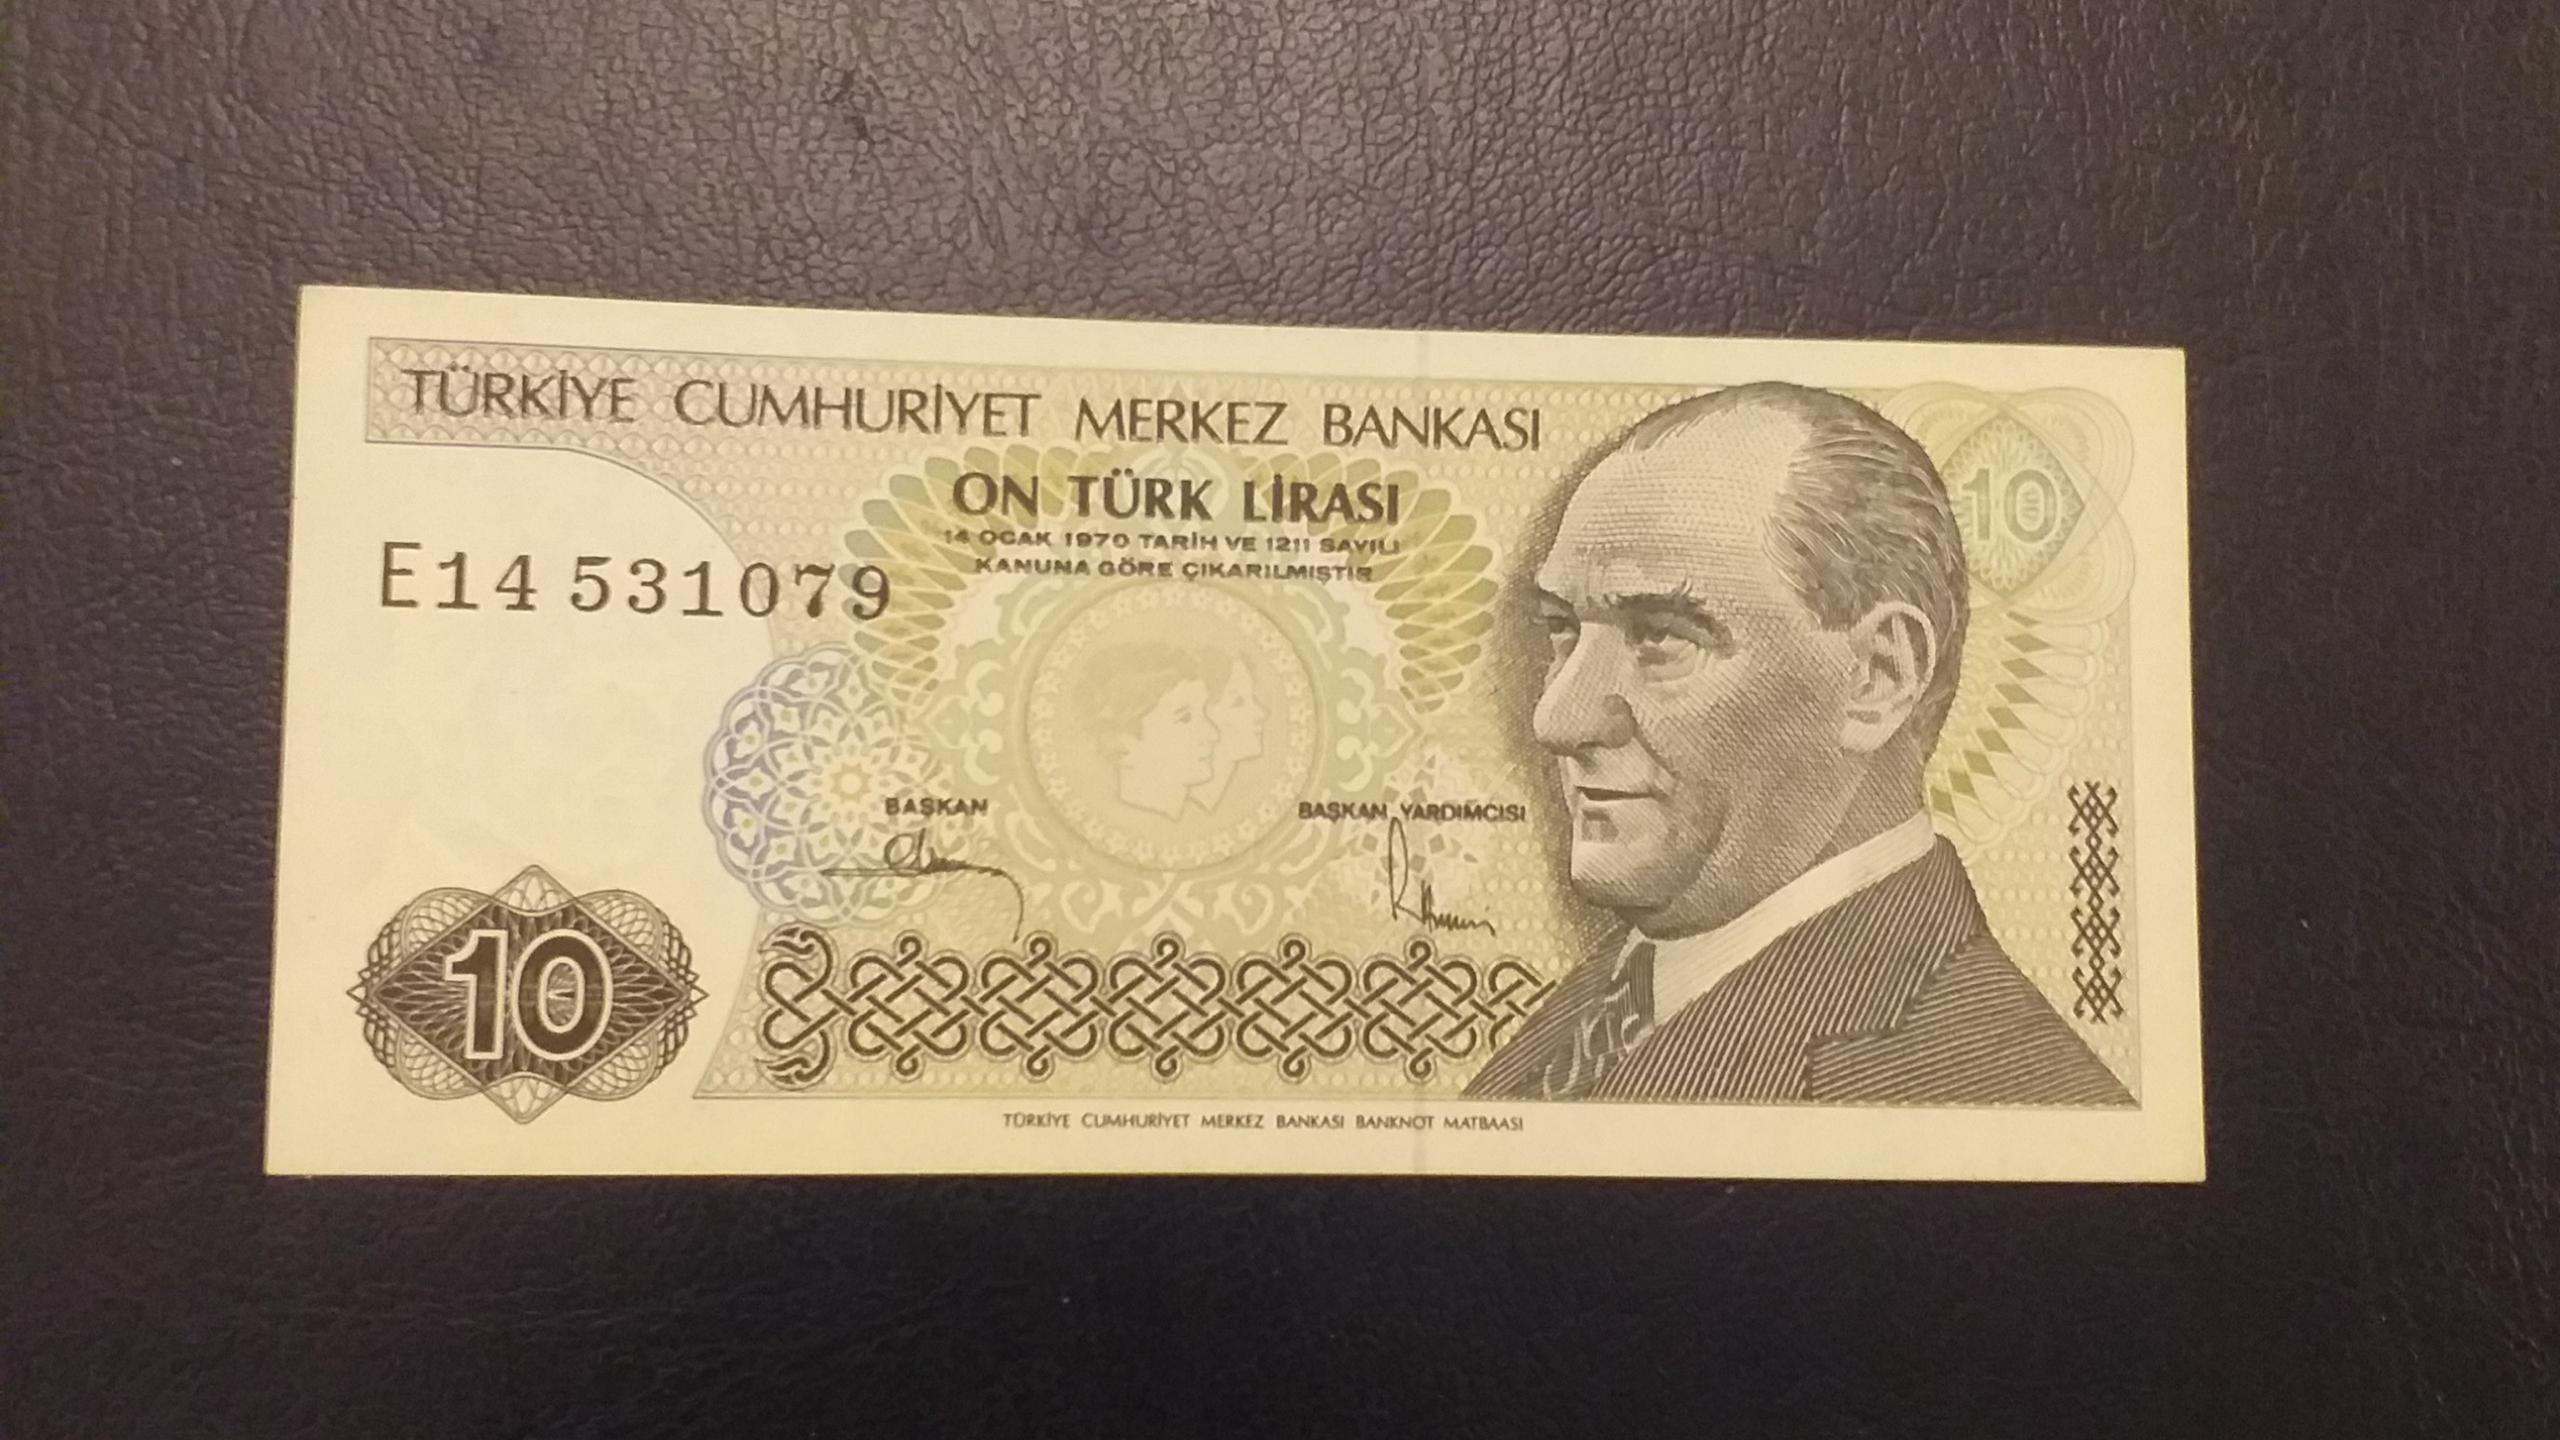 TÜRKİYE CUMHURİYET MERKEZ BANKASI
ON TÜRK LİRASI
14 OCAK 1970 TARİH VE 1211 SAYILI
KANUNA GÖRE ÇIKARILMIŞTIR
10
E14 531079
BAŞKAN
BAŞKAN YARDIMCISI
10
TÜRKİYE CUMHURİYET MERKEZ BANKASI BANKNOT MATBAASI